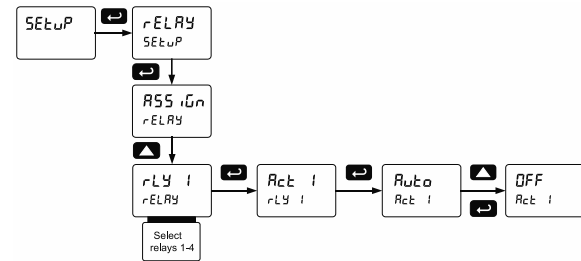 SEtuP
rELAY
SEtuP
ASSiGn
rELAY
rLY 1
rELAY
Act 1
rLY 1
Auto
Act 1
OFF
Act 1
Select
relays 1-4